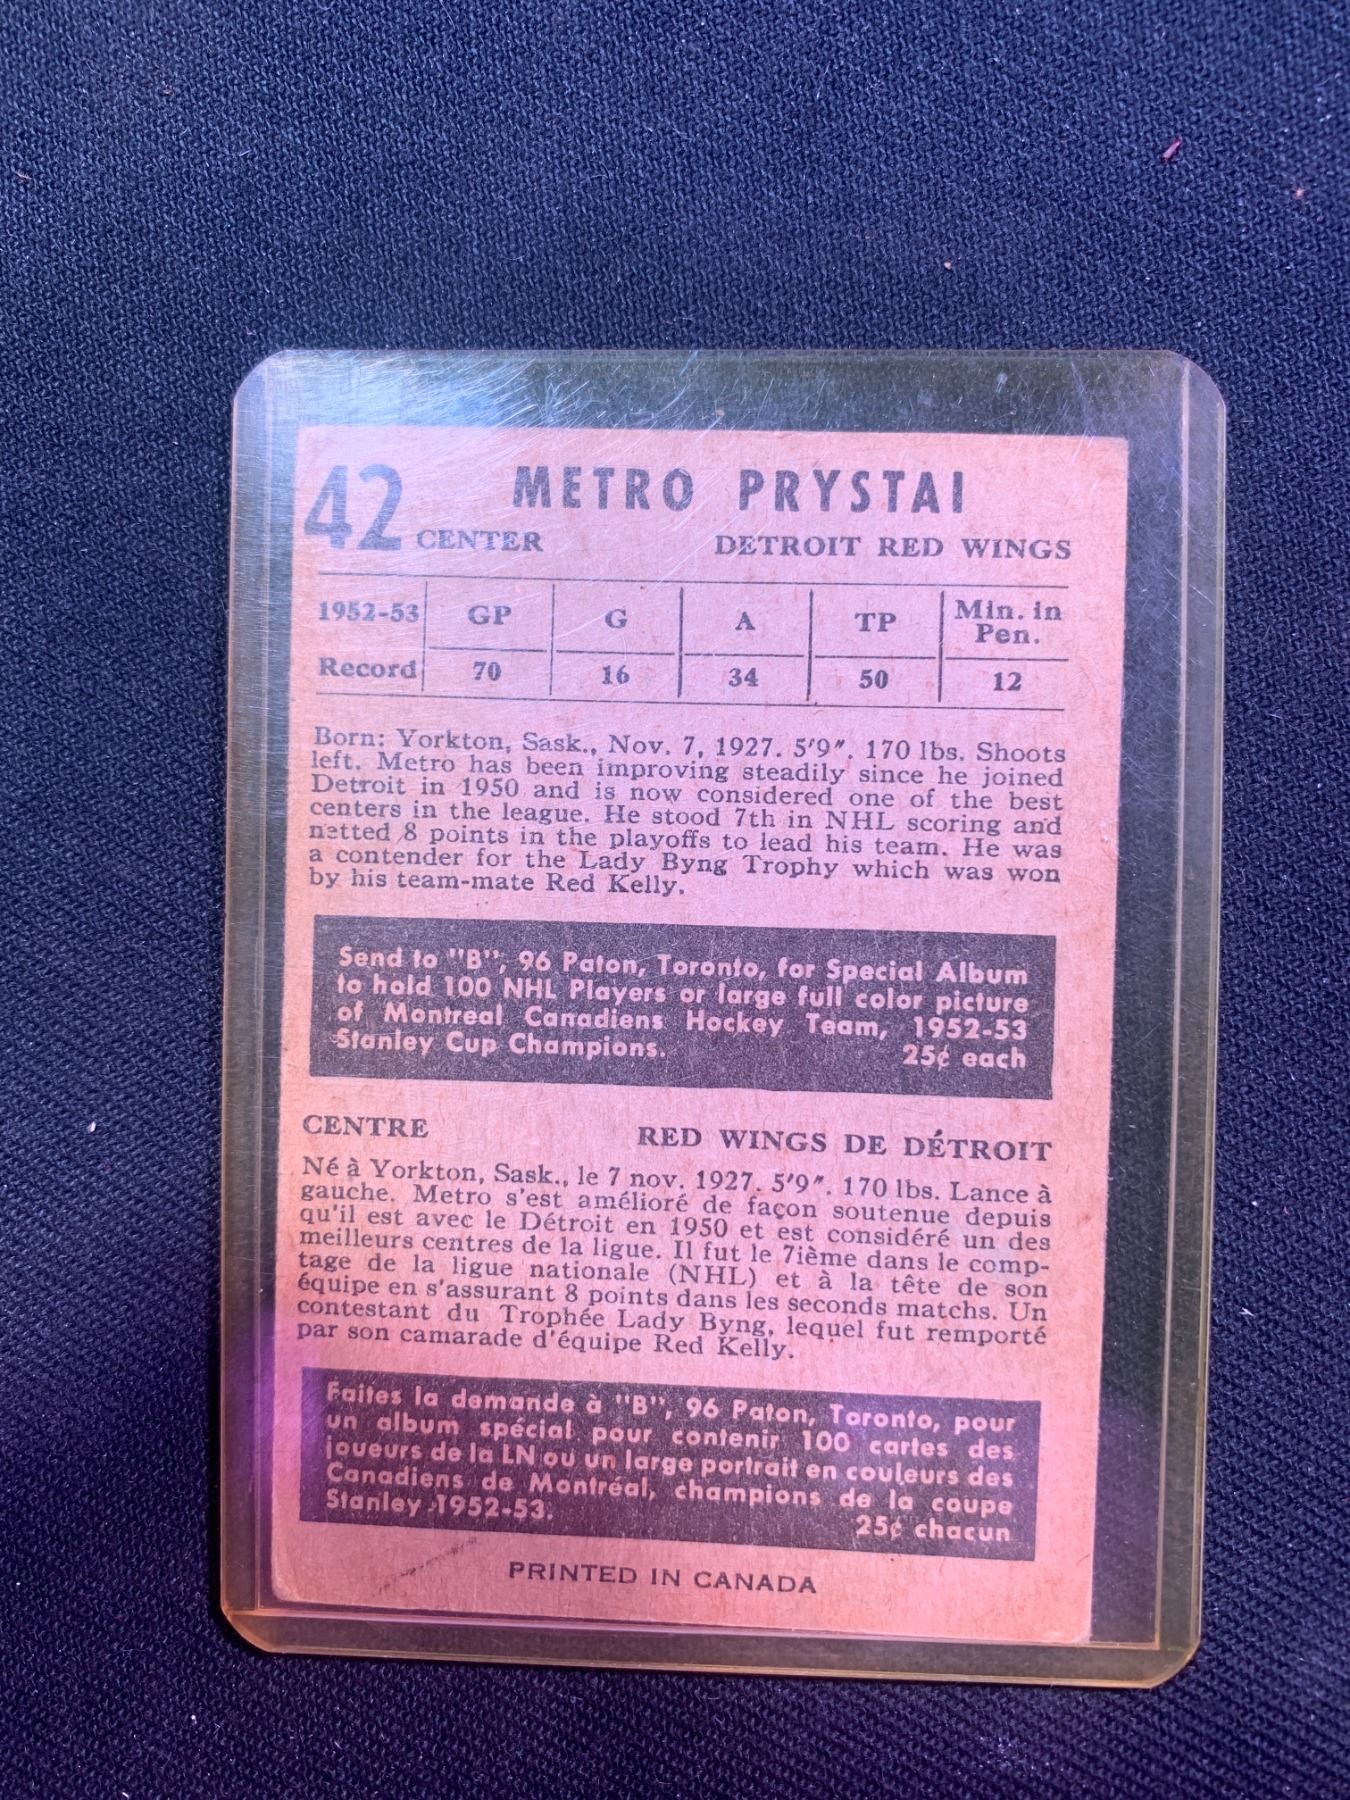 42 METRO PRYSTAI
CENTER DETROIT RED WINGS
1952-53 GP G A TP Min. in Pen.
Record 70 16 34 50 12
Born: Yorkton, Sask., Nov. 7, 1927. 5'9". 170 lbs. Shoots
left. Metro has been improving steadily since he joined
Detroit in 1950 and is now considered one of the best
centers in the league. He stood 7th in NHL scoring and
netted 8 points in the playoffs to lead his team. He was
a contender for the Lady Byng Trophy which was won
by his team-mate Red Kelly.
Send to "B", 96 Paton, Toronto, for Special Album
to hold 100 NHL Players or large full color picture
of Montreal Canadiens Hockey Team, 1952-53
Stanley Cup Champions. 25¢ each
CENTRE RED WINGS DE DÉTROIT
Né à Yorkton, Sask., le 7 nov. 1927. 5'9". 170 lbs. Lance à
gauche. Metro s'est amélioré de façon soutenue depuis
qu'il est avec le Détroit en 1950 et est considéré un des
meilleurs centres de la ligue. Il fut le 7ième dans le comp-
tage de la ligue nationale (NHL) et à la tête de son
équipe en s'assurant 8 points dans les seconds matchs. Un
contestant du Trophée Lady Byng, lequel fut remporté
par son camarade d'équipe Red Kelly.
Faites la demande à "B", 96 Paton, Toronto, pour
un album spécial pour contenir 100 cartes des
joueurs de la LN ou un large portrait en couleurs des
Canadiens de Montréal, champions de la coupe
Stanley 1952-53. 25¢ chacun
PRINTED IN CANADA